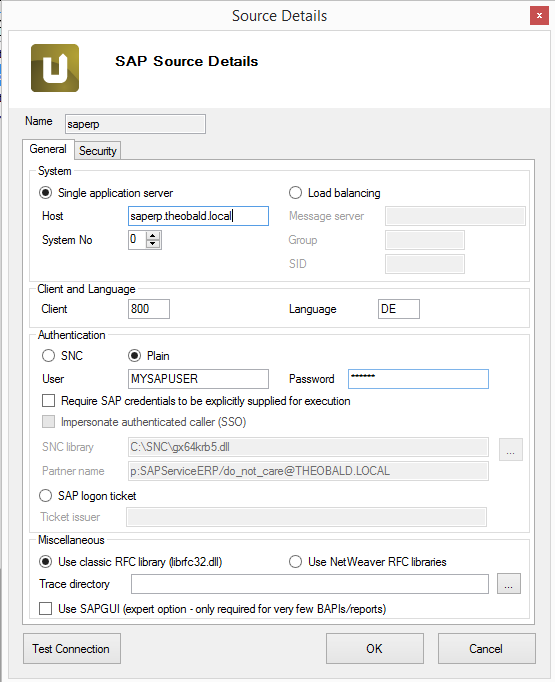 Source Details
x
U
SAP Source Details
Name saperp
General Security
System
Single application server Load balancing
Host saperp.theobald.local Message server
System No 0 Group
SID
Client and Language
Client 800 Language DE
Authentication
SNC Plain
User MYSAPUSER Password ******
Require SAP credentials to be explicitly supplied for execution
Impersonate authenticated caller (SSO)
SNC library C:\SNC\gx64krb5.dll ...
Partner name p:SAPServiceERP/do_not_care@THEOBALD.LOCAL
SAP logon ticket
Ticket issuer
Miscellaneous
Use classic RFC library (librfc32.dll) Use NetWeaver RFC libraries
Trace directory ...
Use SAPGUI (expert option - only required for very few BAPIs/reports)
Test Connection OK Cancel